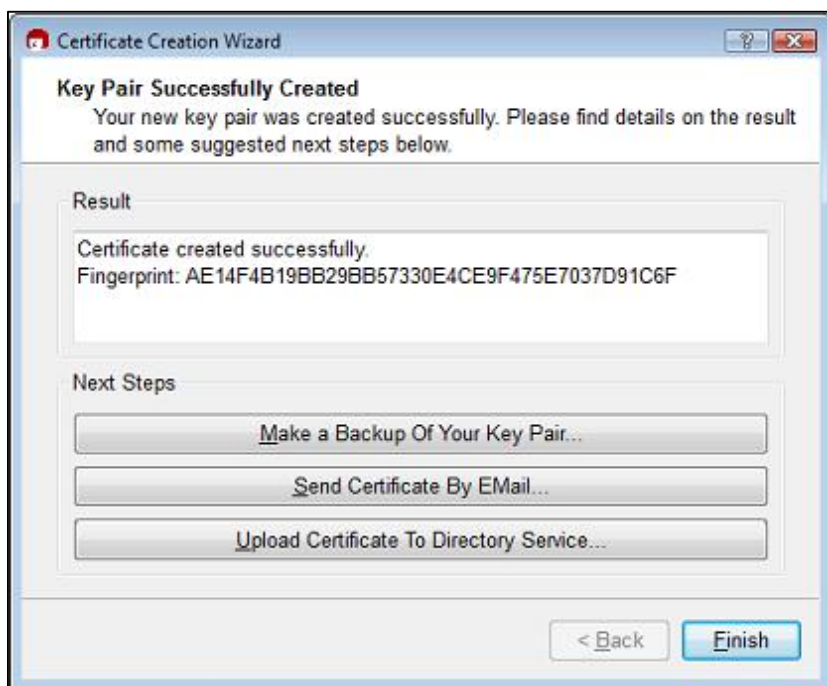 Certificate Creation Wizard
Key Pair Successfully Created
Your new key pair was created successfully. Please find details on the result
and some suggested next steps below.
Result
Certificate created successfully.
Fingerprint: AE14F4B19BB29BB57330E4CE9F475E7037D91C6F
Next Steps
Make a Backup Of Your Key Pair...
Send Certificate By EMail...
Upload Certificate To Directory Service...
< Back Finish